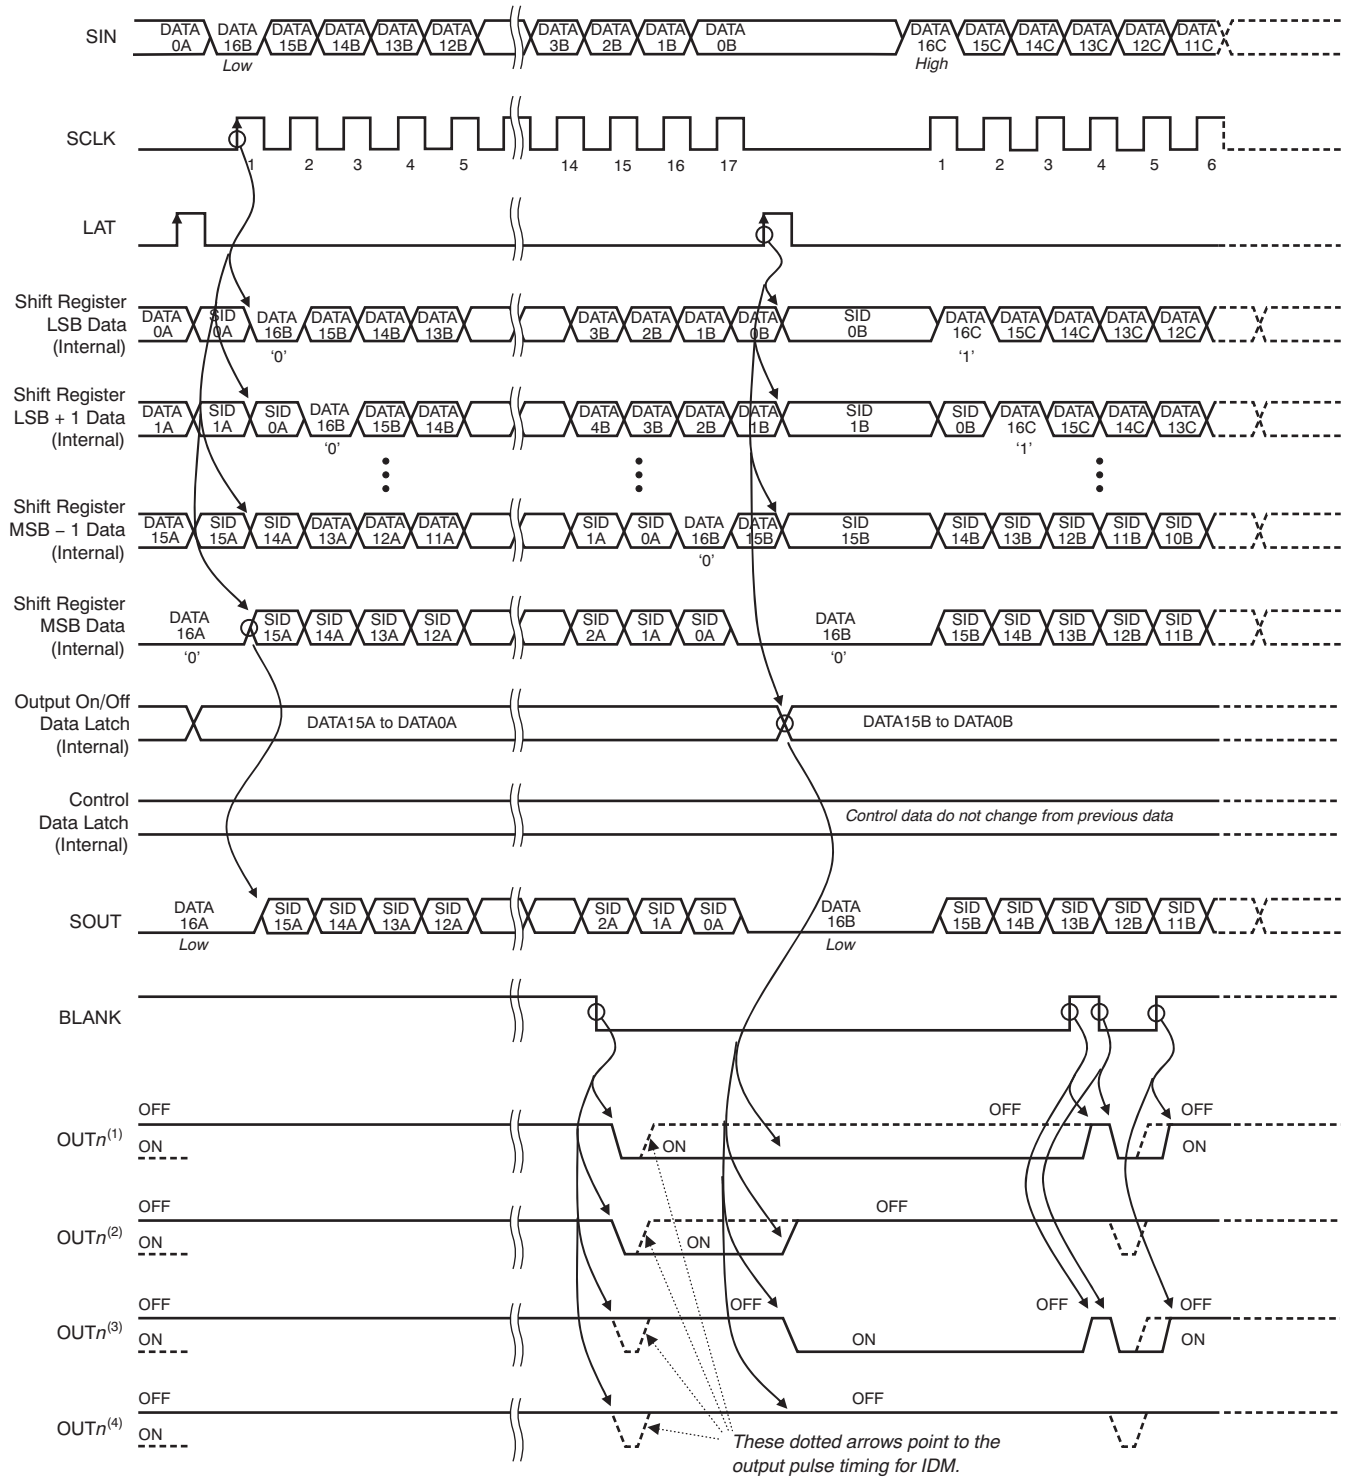 SIN
DATA 0A
DATA 16B
DATA 15B
DATA 14B
DATA 13B
DATA 12B
DATA 3B
DATA 2B
DATA 1B
DATA 0B
DATA 16C
DATA 15C
DATA 14C
DATA 13C
DATA 12C
DATA 11C
Low
High
SCLK
1 2 3 4 5 14 15 16 17 1 2 3 4 5 6
LAT
Shift Register
LSB Data
(Internal)
DATA 0A
SID 0A
DATA 16B
DATA 15B
DATA 14B
DATA 13B
DATA 3B
DATA 2B
DATA 1B
DATA 0B
SID 0B
DATA 16C
DATA 15C
DATA 14C
DATA 13C
DATA 12C
‘0’
‘1’
Shift Register
LSB + 1 Data
(Internal)
DATA 1A
SID 1A
SID 0A
DATA 16B
DATA 15B
DATA 14B
DATA 4B
DATA 3B
DATA 2B
DATA 1B
SID 1B
SID 0B
DATA 16C
DATA 15C
DATA 14C
DATA 13C
‘0’
‘1’
Shift Register
MSB − 1 Data
(Internal)
DATA 15A
SID 15A
SID 14A
DATA 13A
DATA 12A
DATA 11A
SID 1A
SID 0A
DATA 16B
DATA 15B
SID 15B
SID 14B
SID 13B
SID 12B
SID 11B
SID 10B
‘0’
Shift Register
MSB Data
(Internal)
DATA 16A
SID 15A
SID 14A
SID 13A
SID 12A
SID 2A
SID 1A
SID 0A
DATA 16B
SID 15B
SID 14B
SID 13B
SID 12B
SID 11B
‘0’
‘0’
Output On/Off
Data Latch
(Internal)
DATA15A to DATA0A
DATA15B to DATA0B
Control
Data Latch
(Internal)
Control data do not change from previous data
SOUT
DATA 16A
SID 15A
SID 14A
SID 13A
SID 12A
SID 2A
SID 1A
SID 0A
DATA 16B
SID 15B
SID 14B
SID 13B
SID 12B
SID 11B
Low
Low
BLANK
OUTn(1)
OFF
ON
ON
OFF
OFF
ON
OUTn(2)
OFF
ON
ON
OFF
OUTn(3)
OFF
ON
OFF
ON
OFF
OFF
ON
OUTn(4)
OFF
ON
OFF
These dotted arrows point to the
output pulse timing for IDM.